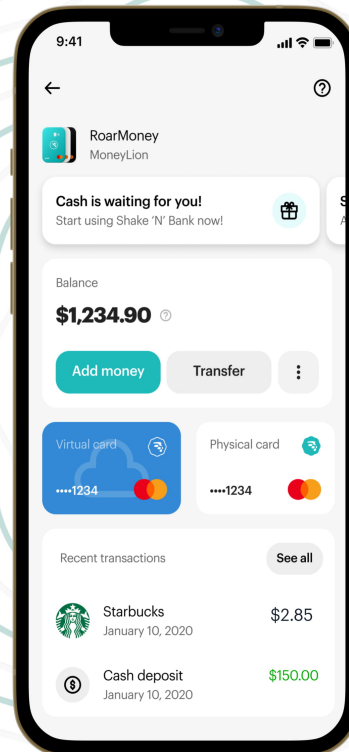 9:41
RoarMoney
MoneyLion
Cash is waiting for you!
Start using Shake ‘N’ Bank now!
S
A
Balance
$1,234.90
Add money
Transfer
Virtual card
••••1234
Physical card
••••1234
Recent transactions
See all
Starbucks
$2.85
January 10, 2020
Cash deposit
$150.00
January 10, 2020